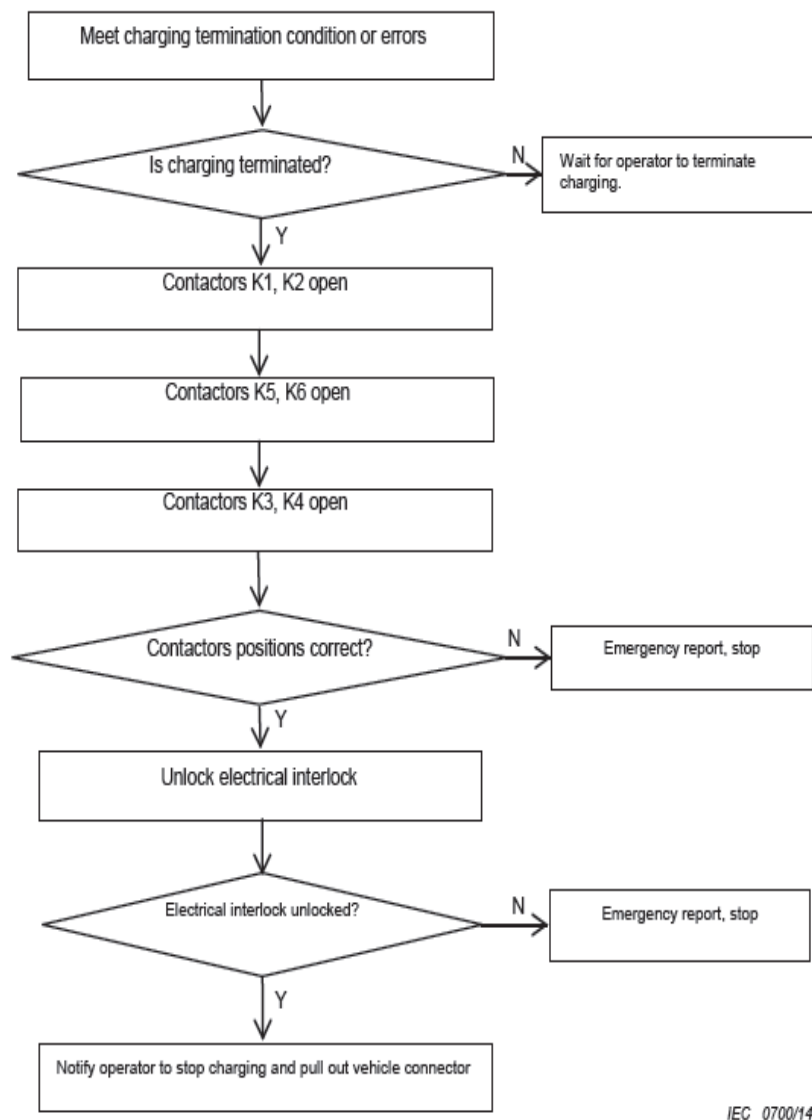 Meet charging termination condition or errors
Is charging terminated?
N
Wait for operator to terminate
charging.
Y
Contactors K1, K2 open
Contactors K5, K6 open
Contactors K3, K4 open
Contactors positions correct?
N
Emergency report, stop
Y
Unlock electrical interlock
Electrical interlock unlocked?
N
Emergency report, stop
Y
Notify operator to stop charging and pull out vehicle connector
IEC 0700/14